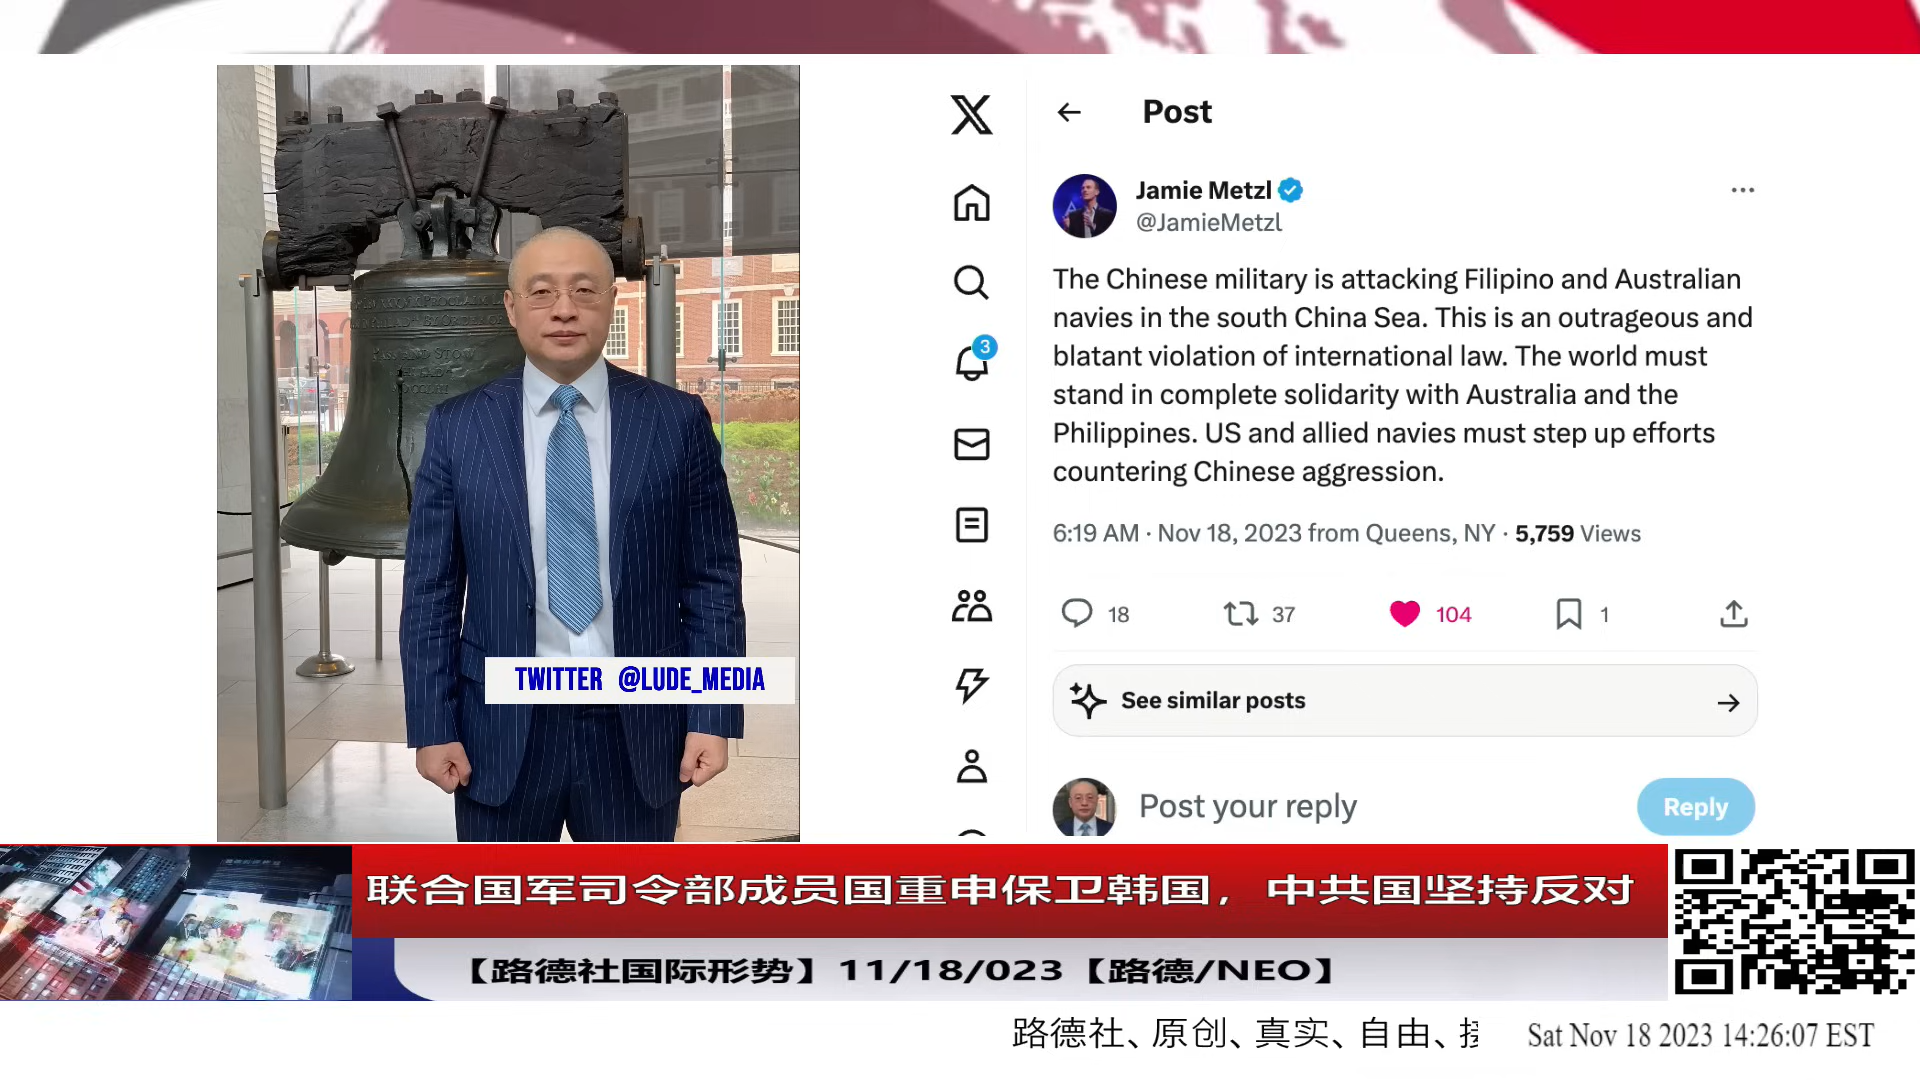 Post
Jamie Metzl
@JamieMetzl
The Chinese military is attacking Filipino and Australian
navies in the south China Sea. This is an outrageous and
blatant violation of international law. The world must
stand in complete solidarity with Australia and the
Philippines. US and allied navies must step up efforts
countering Chinese aggression.
6:19 AM · Nov 18, 2023 from Queens, NY · 5,759 Views
18 37 104 1
See similar posts
Post your reply
Reply
3
PASS AND STOW
TWITTER @LUDE_MEDIA
联合国军司令部成员国重申保卫韩国，中共国坚持反对
【路德社国际形势】11/18/023【路德/NEO】
路德社、原创、真实、自由、
Sat Nov 18 2023 14:26:07 EST